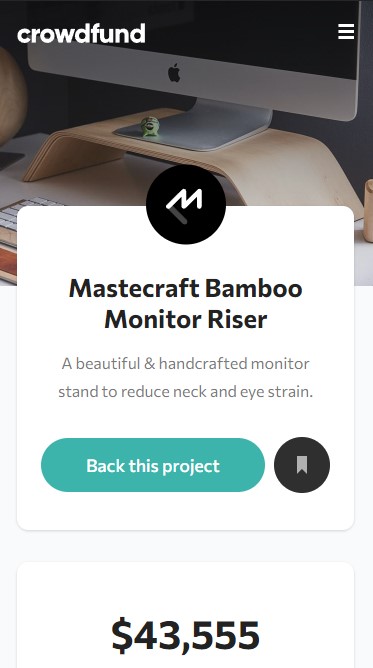 crowdfund
Mastecraft Bamboo
Monitor Riser
A beautiful & handcrafted monitor
stand to reduce neck and eye strain.
Back this project
$43,555